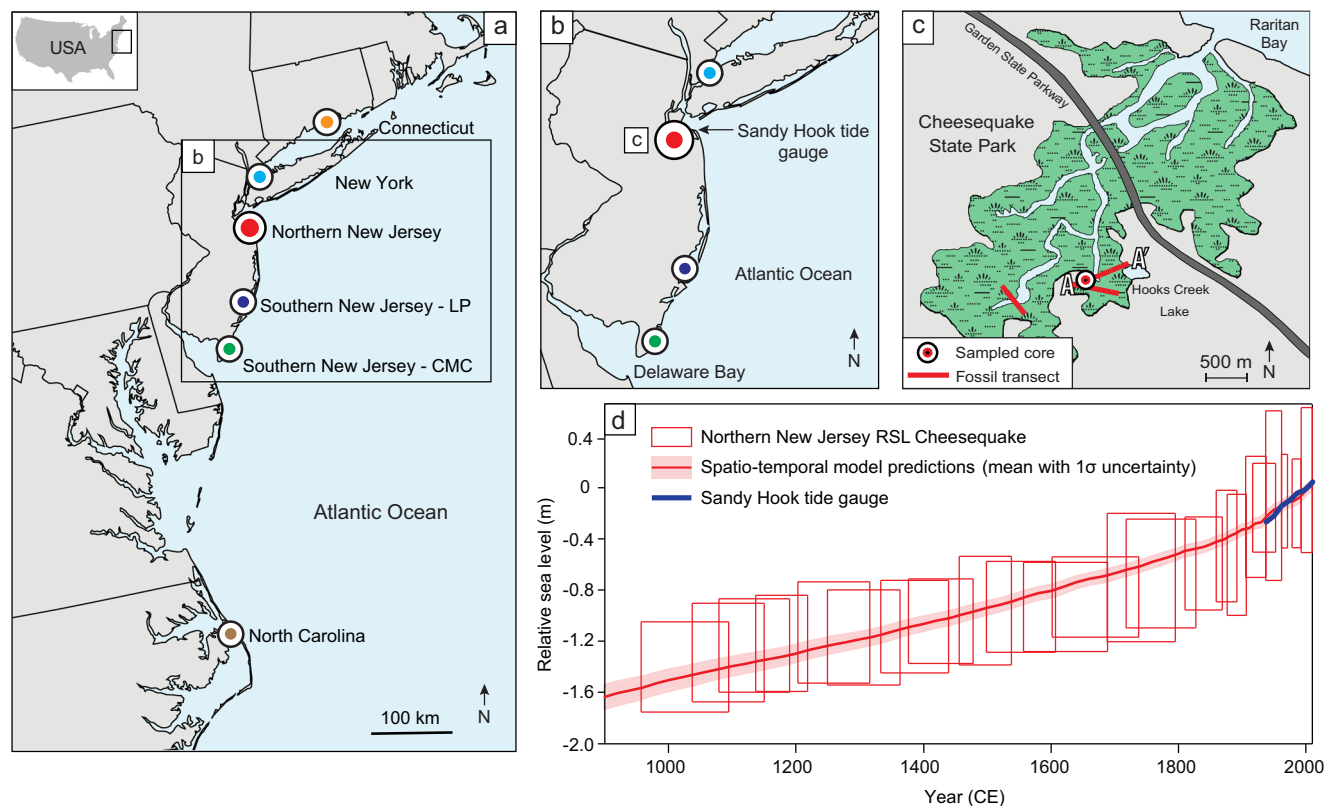 USA
a
Connecticut
b
New York
Northern New Jersey
Southern New Jersey - LP
Southern New Jersey - CMC
Atlantic Ocean
North Carolina
N
100 km
b
c
Sandy Hook tide
gauge
Atlantic Ocean
N
Delaware Bay
c
Raritan
Bay
Garden State Parkway
Cheesequake
State Park
A
A'
Hooks Creek
Lake
Sampled core
Fossil transect
500 m
N
d
Northern New Jersey RSL Cheesequake
Spatio-temporal model predictions (mean with 1σ uncertainty)
Sandy Hook tide gauge
Relative sea level (m)
0.4
0
-0.4
-0.8
-1.2
-1.6
-2.0
1000
1200
1400
1600
1800
2000
Year (CE)